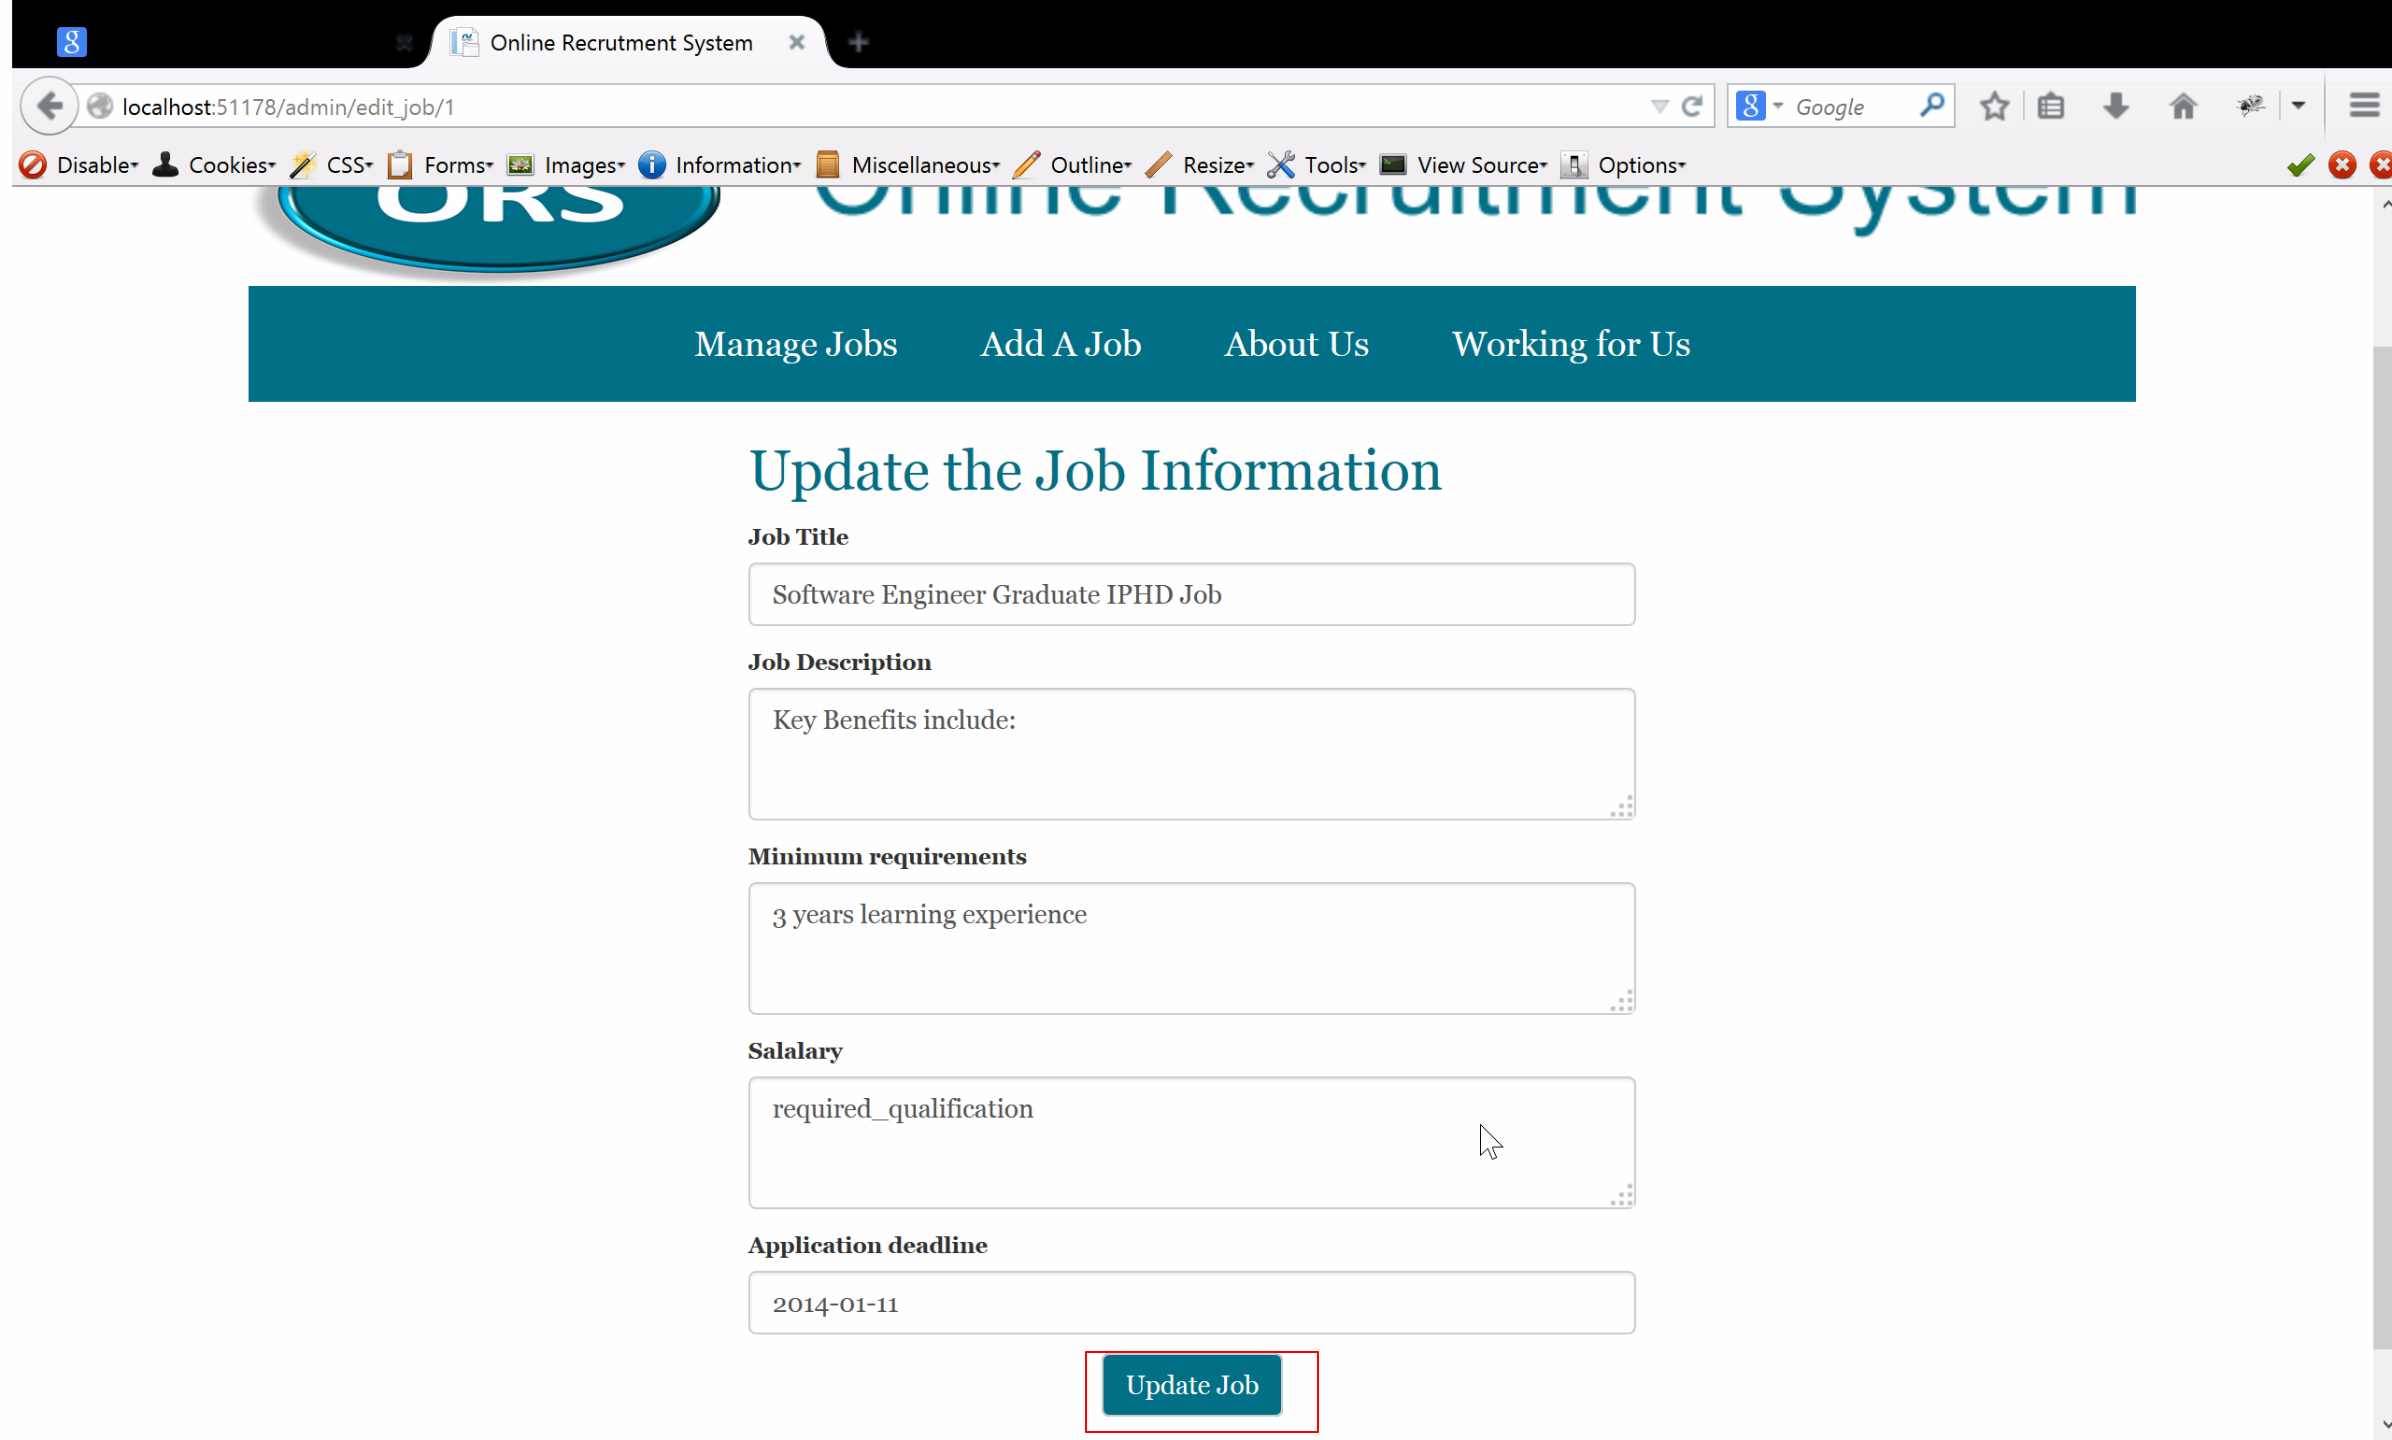 g
Online Recrutment System
localhost:51178/admin/edit_job/1
g Google
Disable Cookies CSS Forms Images Information Miscellaneous Outline Resize Tools View Source Options
ORS Online Recruitment System
Manage Jobs Add A Job About Us Working for Us
Update the Job Information
Job Title
Software Engineer Graduate IPHD Job
Job Description
Key Benefits include:
Minimum requirements
3 years learning experience
Salalary
required_qualification
Application deadline
2014-01-11
Update Job